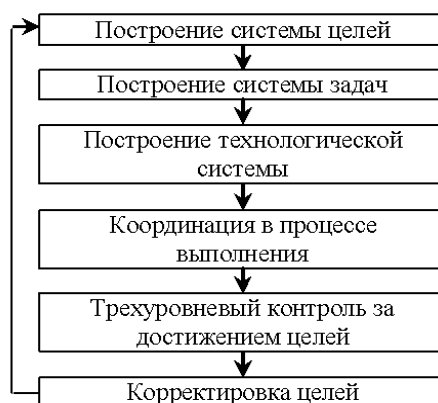 Построение системы целей
Построение системы задач
Построение технологической
системы
Координация в процессе
выполнения
Трехуровневый контроль за
достижением целей
Корректировка целей